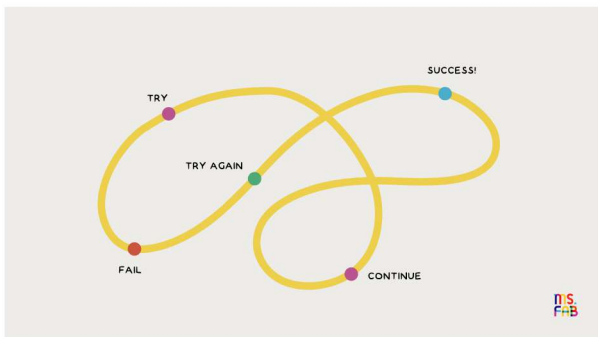 SUCCESS!
TRY
TRY AGAIN
FAIL
CONTINUE
MS.
FAB